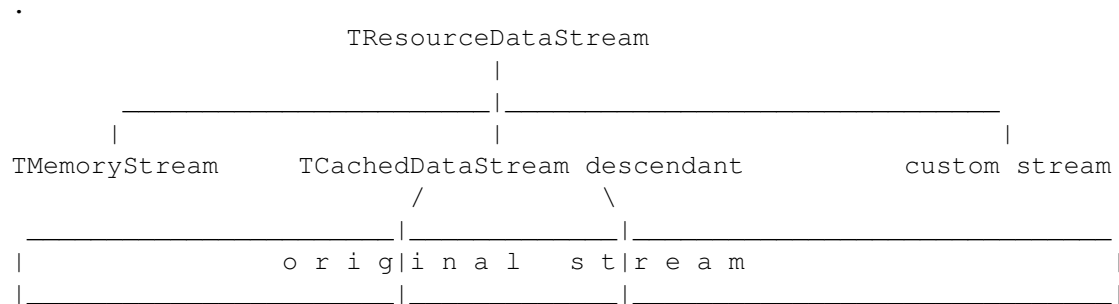 .
TResourceDataStream
TMemoryStream TCachedDataStream descendant custom stream
o r i g|i n a l s t|r e a m